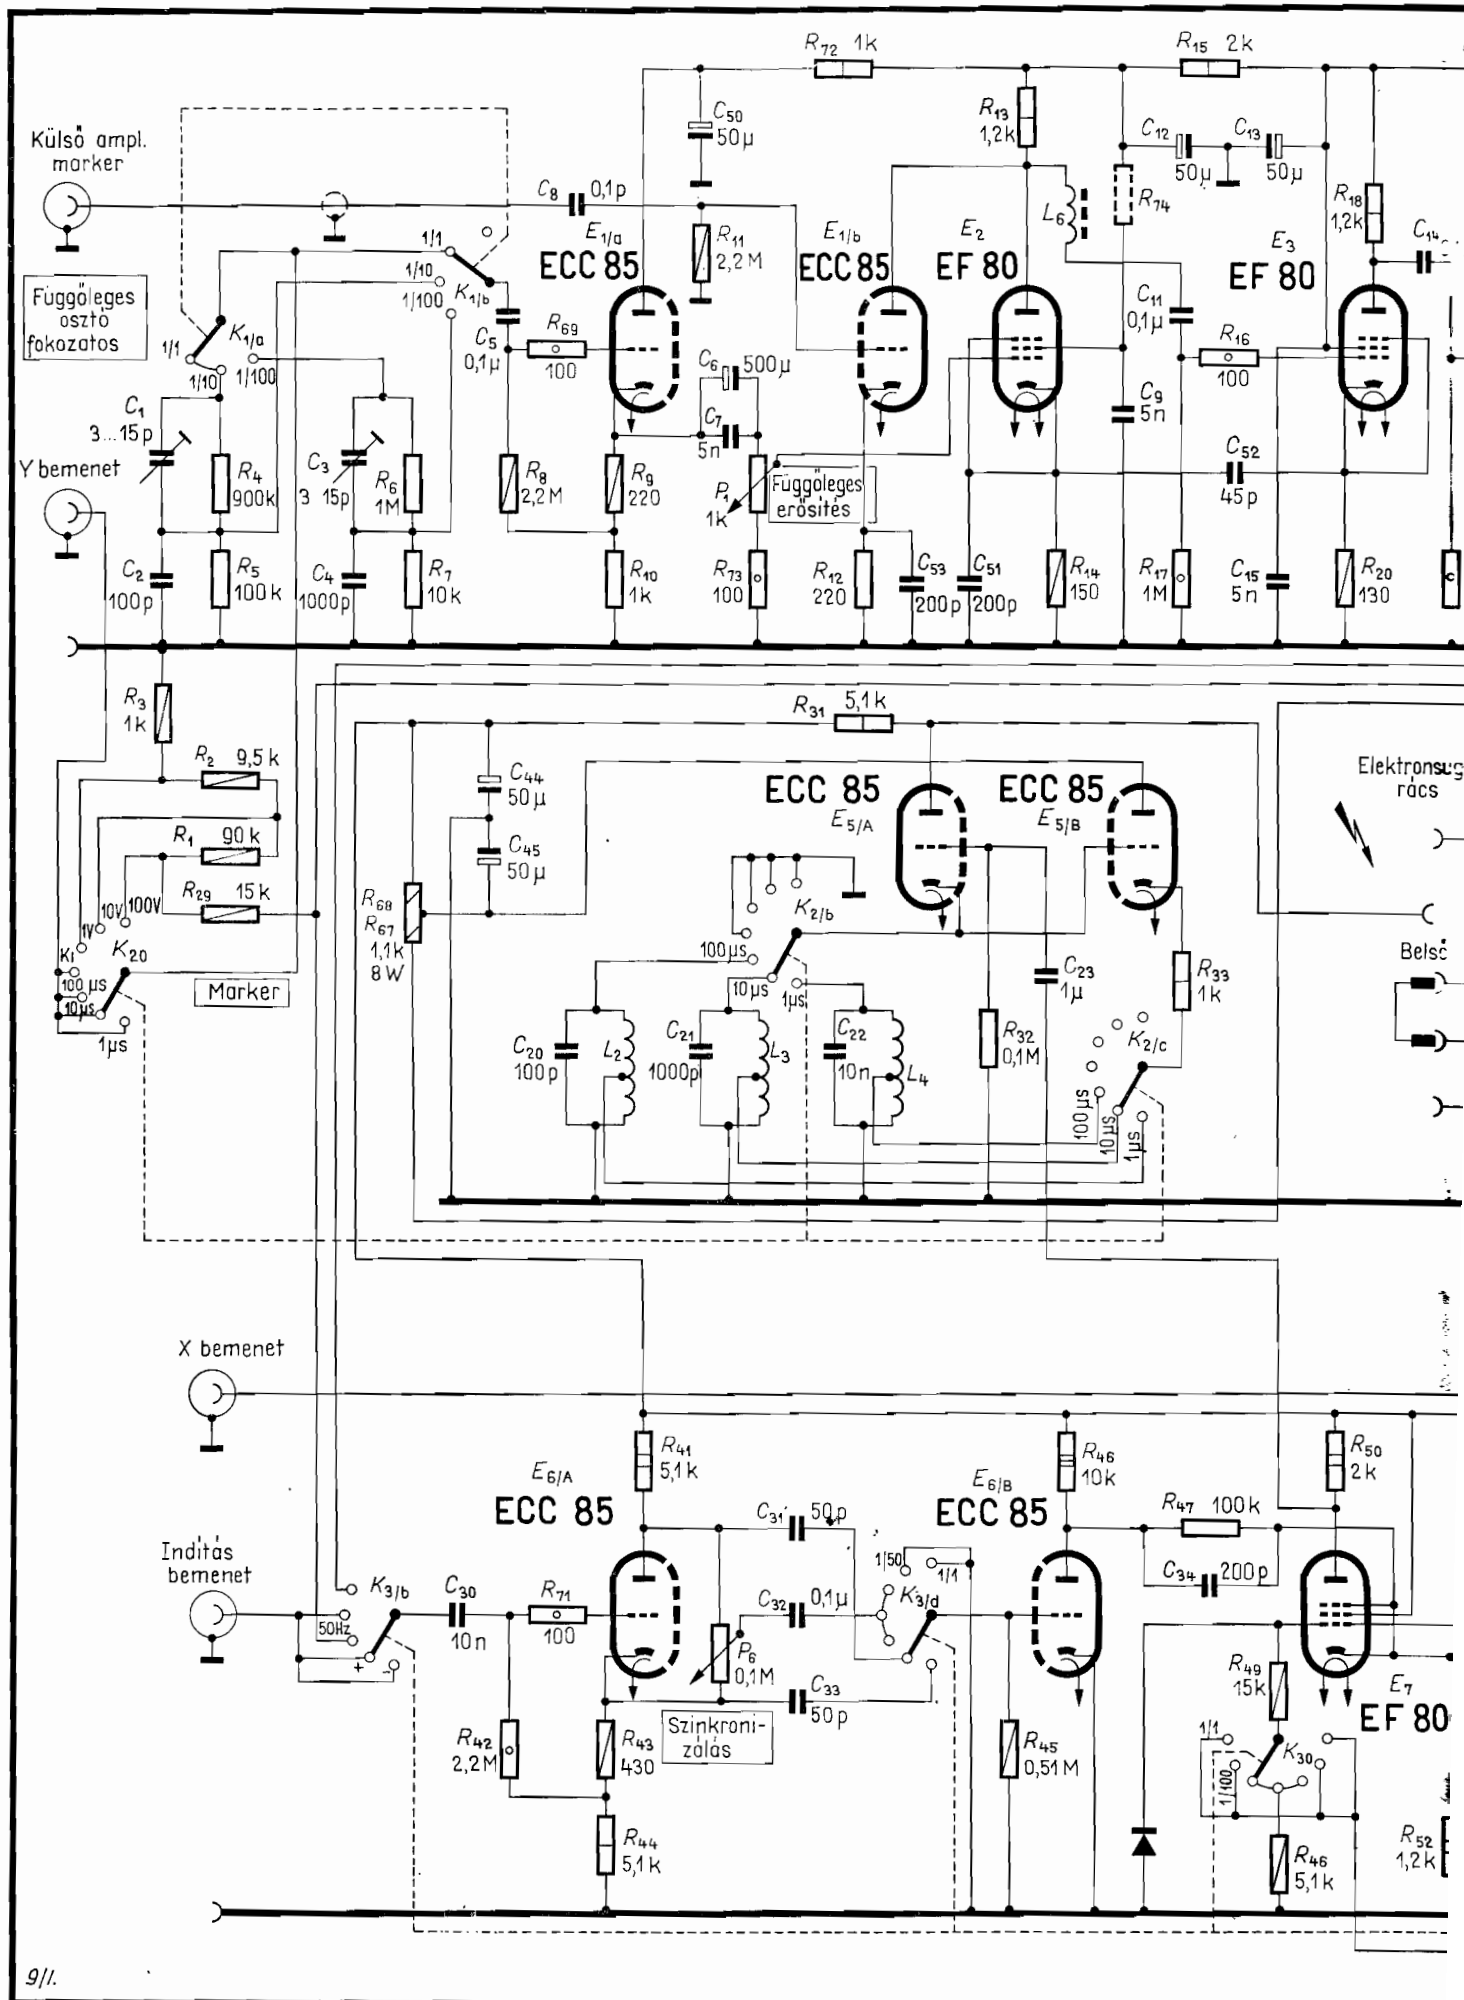 R72 1k
R15 2k
Külső ampl.
marker
C50
50µ
R13
1,2k
C12
50µ
C13
50µ
C8 0,1p
R11
2,2M
L6
R74
R18
1,2k
C14
E1/a
ECC 85
E1/b
ECC 85
E2
EF 80
E3
EF 80
Függőleges
osztó
fokozatos
1/1
1/10
1/100
K1/b
K1/a
1/1
1/10
1/100
C5
0,1µ
R69
100
C6 500µ
C7
5n
C11
0,1µ
R16
100
C1
3...15p
C9
5n
Y bemenet
R4
900k
C3
3 15p
R6
1M
R8
2,2M
R9
220
P1
1k
Függőleges
erősítés
C52
45p
C2
100p
R5
100k
C4
1000p
R7
10k
R10
1k
R73
100
R12
220
C53
200p
C51
200p
R14
150
R17
1M
C15
5n
R20
130
R3
1k
R31 5,1k
R2 9,5k
C44
50µ
ECC 85
E5/A
ECC 85
E5/B
Elektronsug
rács
R1 90k
C45
50µ
R29 15k
R68
R67
1,1k
8W
1V
10V
100V
K1
K20
100µs
10µs
1µs
Marker
K2/b
100µs
10µs
1µs
C23
1µ
R33
1k
Belső
C20
100p
L2
C21
1000p
L3
C22
10n
L4
R32
0,1M
K2/c
100µs
10µs
1µs
X bemenet
R41
5,1k
R46
10k
R50
2k
E6/A
ECC 85
E6/B
ECC 85
C31 50p
R47 100k
C34 200p
Indítás
bemenet
K3/b
50Hz
+
-
C30
10n
R71
100
C32 0,1µ
1/50
1/1
K3/d
P6
0,1M
C33
50p
R49
15k
E7
EF 80
Szinkroni-
zálás
R42
2,2M
R43
430
R45
0,51M
1/1
1/100
K30
R44
5,1k
R46
5,1k
R52
1,2k
9/I.